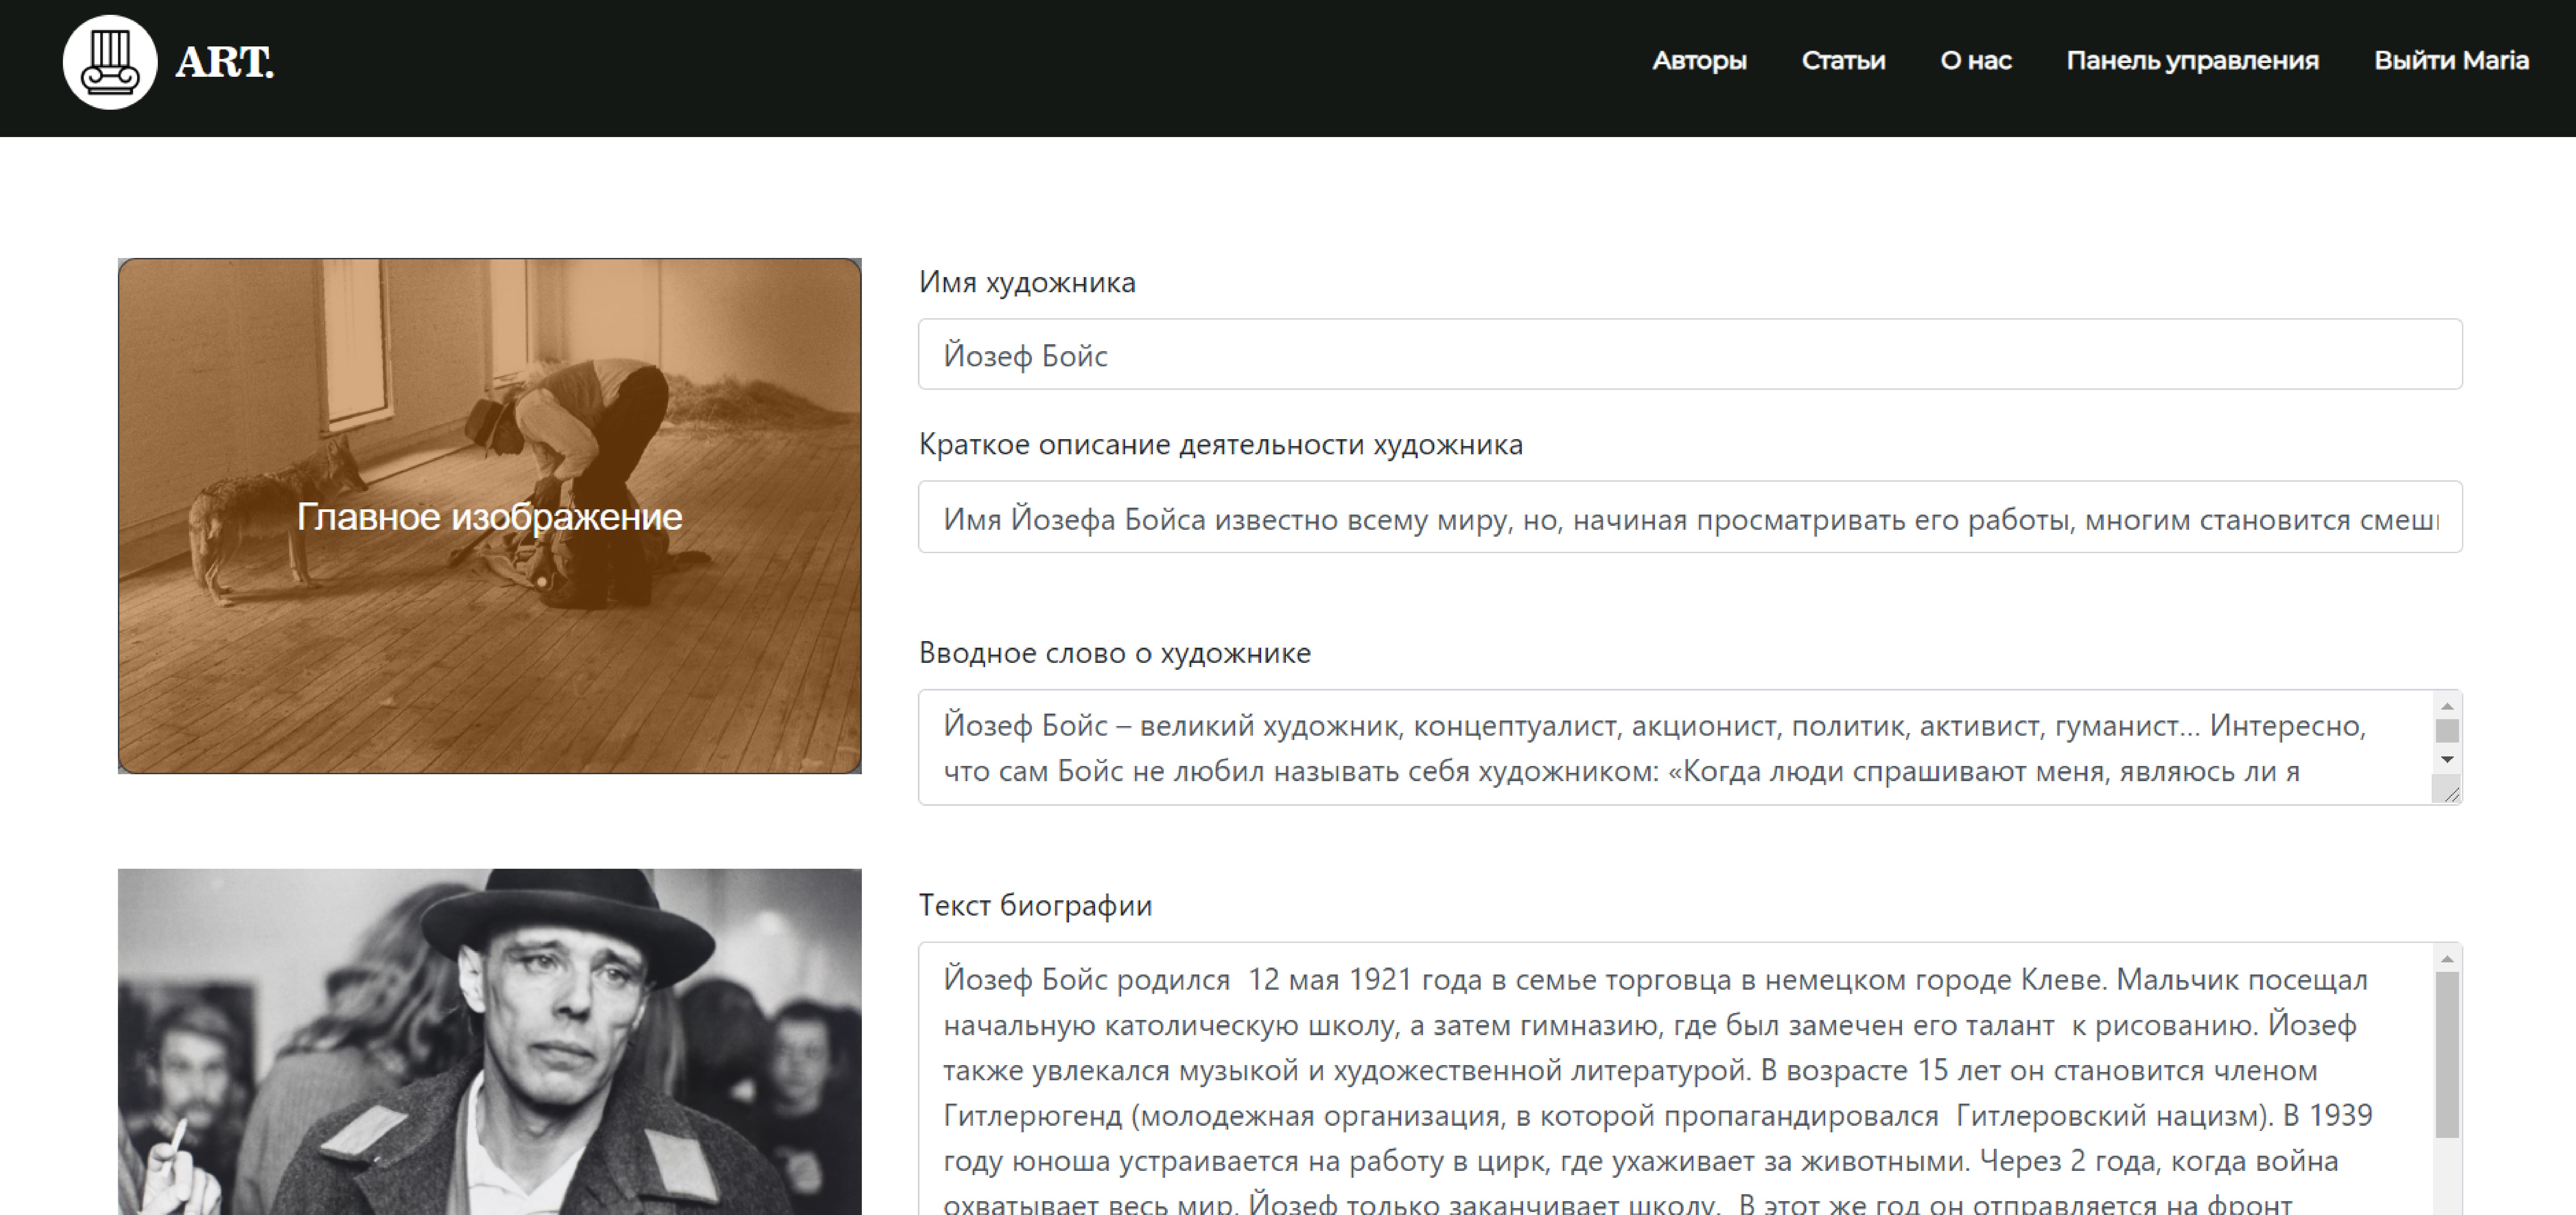 ART.
Авторы Статьи О нас Панель управления Выйти Maria
Главное изображение
Имя художника
Йозеф Бойс
Краткое описание деятельности художника
Имя Йозефа Бойса известно всему миру, но, начиная просматривать его работы, многим становится
Вводное слово о художнике
Йозеф Бойс – великий художник, концептуалист, акционист, политик, активист, гуманист... Интересно,
что сам Бойс не любил называть себя художником: «Когда люди спрашивают меня, являюсь ли я
Текст биографии
Йозеф Бойс родился  12 мая 1921 года в семье торговца в немецком городе Клеве. Мальчик посещал
начальную католическую школу, а затем гимназию, где был замечен его талант  к рисованию. Йозеф
также увлекался музыкой и художественной литературой. В возрасте 15 лет он становится членом
Гитлерюгенд (молодежная организация, в которой пропагандировался  Гитлеровский нацизм). В 1939
году юноша устраивается на работу в цирк, где ухаживает за животными. Через 2 года, когда война
охватывает весь мир, Йозеф только заканчивает школу.  В этот же год он отправляется на фронт